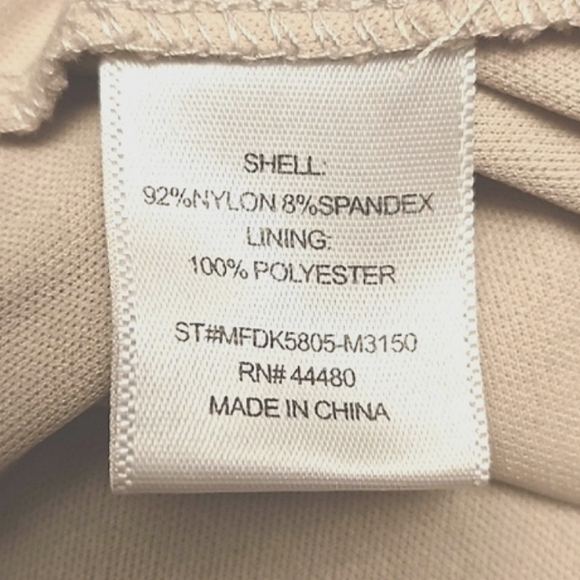 SHELL:
92%NYLON 8%SPANDEX
LINING:
100% POLYESTER
ST#MFDK5805-M3150
RN# 44480
MADE IN CHINA